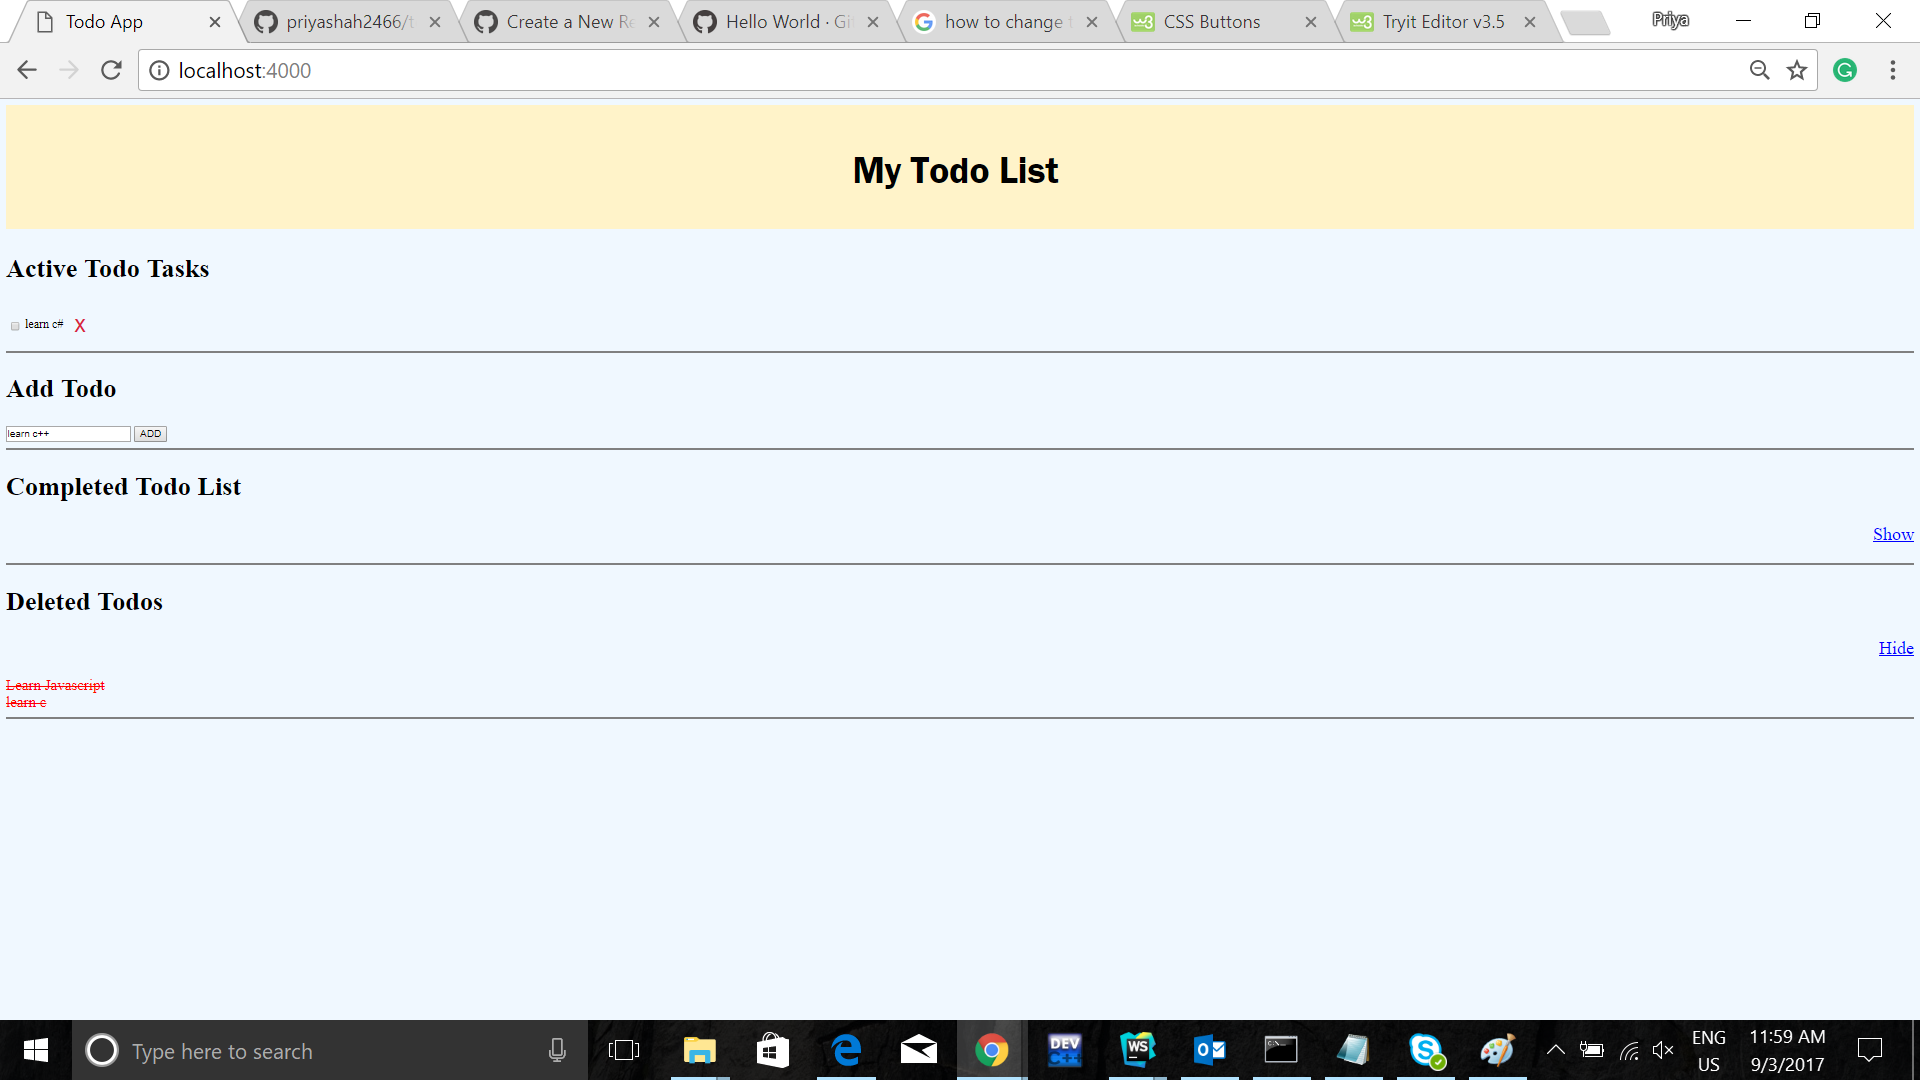 Todo App
priyashah2466/t
Create a New Re
Hello World · Gi
how to change
CSS Buttons
Tryit Editor v3.5
Priya
localhost:4000
My Todo List
Active Todo Tasks
learn c# X
Add Todo
learn c++ ADD
Completed Todo List
Show
Deleted Todos
Hide
Learn Javascript
learn c
Type here to search
DEV
C++
WS
ENG
US
11:59 AM
9/3/2017